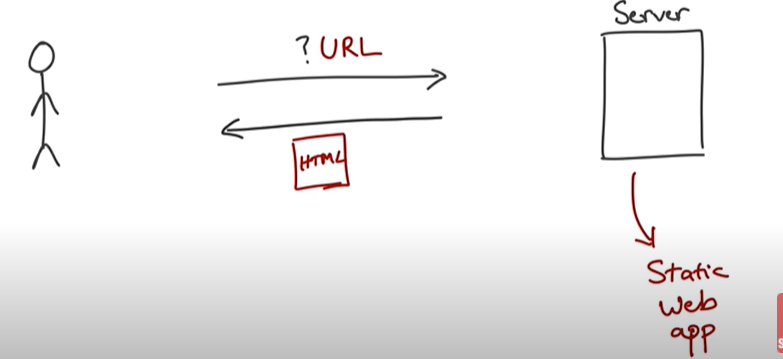 Server
? URL
HTML
Static
web
app